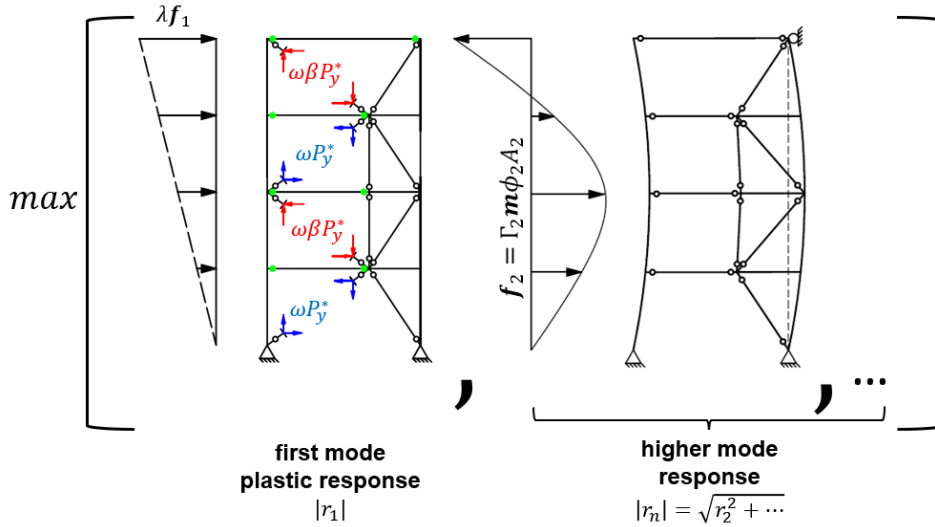 λf₁
max
ωβP*ᵧ
ωP*ᵧ
ωβP*ᵧ
ωP*ᵧ
f₂ = Γ₂mϕ₂A₂
,
, ...
first mode
plastic response
|r₁|
higher mode
response
|rₙ| = √(r₂² + ⋯)